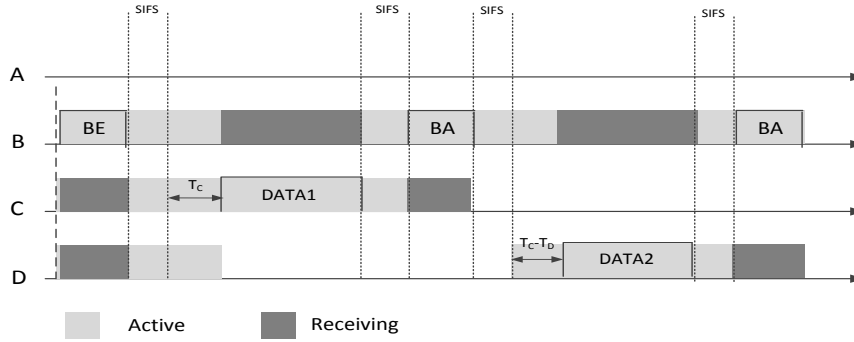 SIFS SIFS SIFS SIFS
A
B BE BA BA
C T_C DATA1
D T_C-T_D DATA2
Active Receiving